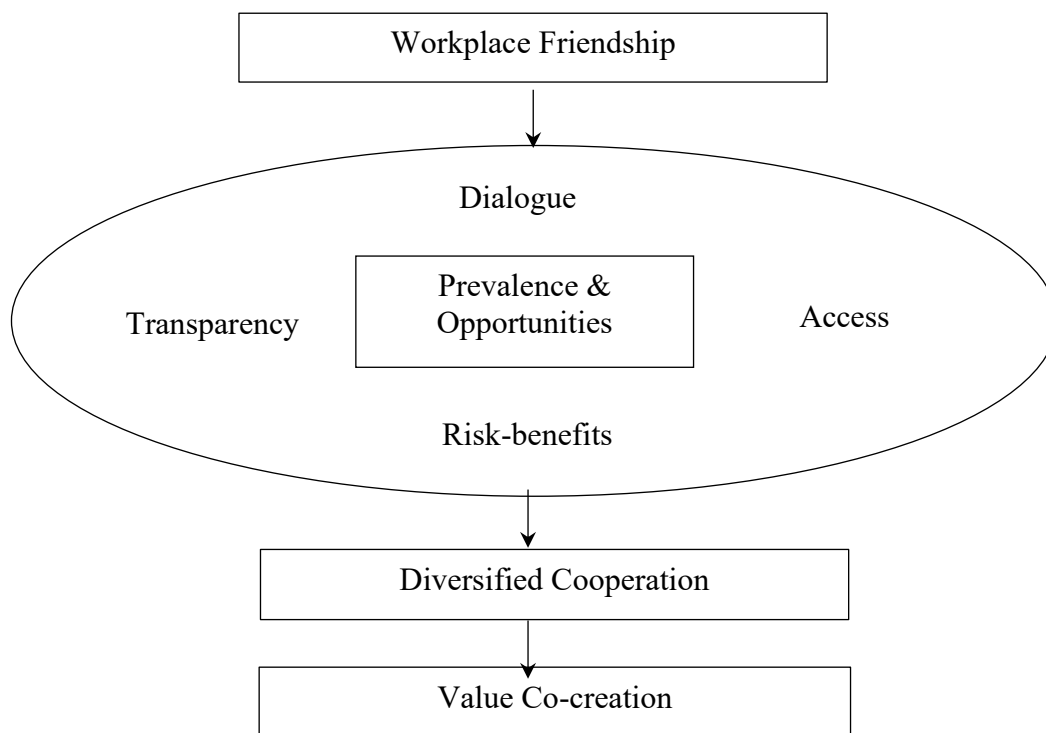 Workplace Friendship
Dialogue
Prevalence &
Opportunities
Transparency
Access
Risk-benefits
Diversified Cooperation
Value Co-creation